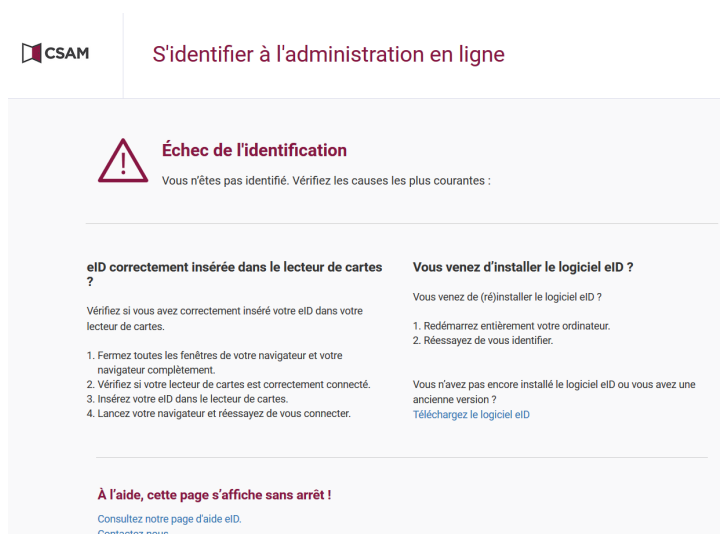 CSAM
S'identifier à l'administration en ligne
Échec de l'identification
Vous n'êtes pas identifié. Vérifiez les causes les plus courantes :
eID correctement insérée dans le lecteur de cartes
?
Vérifiez si vous avez correctement inséré votre eID dans votre
lecteur de cartes.
1. Fermez toutes les fenêtres de votre navigateur et votre
navigateur complètement.
2. Vérifiez si votre lecteur de cartes est correctement connecté.
3. Insérez votre eID dans le lecteur de cartes.
4. Lancez votre navigateur et réessayez de vous connecter.
Vous venez d'installer le logiciel eID ?
Vous venez de (ré)installer le logiciel eID ?
1. Redémarrez entièrement votre ordinateur.
2. Réessayez de vous identifier.
Vous n'avez pas encore installé le logiciel eID ou vous avez une
ancienne version ?
Téléchargez le logiciel eID
À l'aide, cette page s'affiche sans arrêt !
Consultez notre page d'aide eID.
Contactez nous